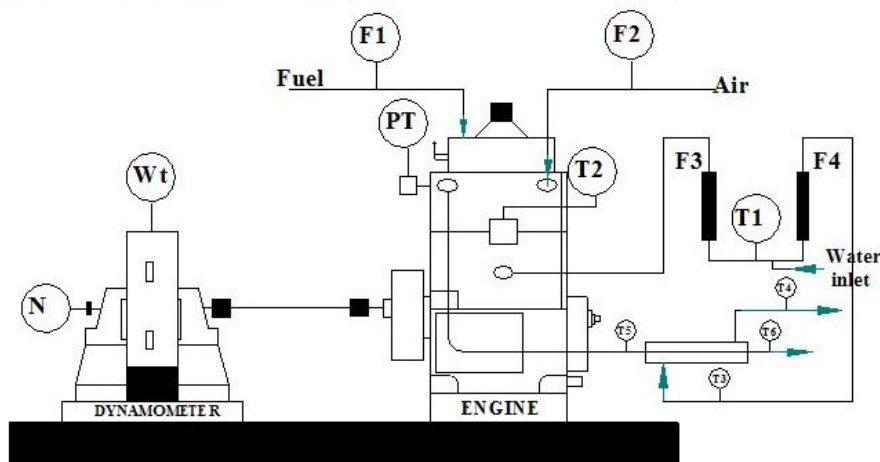 F1
F2
Fuel
Air
PT
F3
F4
Wt
T2
T1
Water
inlet
N
T4
T5
T6
T3
DYNAMOMETER
ENGINE